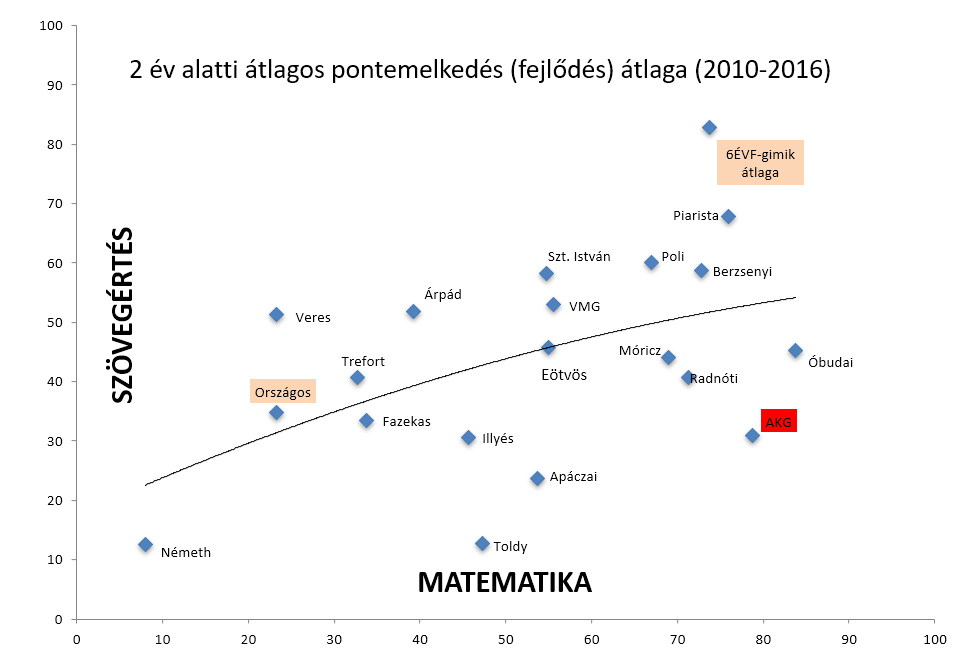 2 év alatti átlagos pontemelkedés (fejlődés) átlaga (2010-2016)
SZÖVEGÉRTÉS
100
90
80
70
60
50
40
30
20
10
0
6ÉVF-gimik
átlaga
Piarista
Szt. István
Poli
Berzsenyi
Árpád
VMG
Veres
Móricz
Trefort
Óbudai
Eötvös
Radnóti
Országos
Fazekas
AKG
Illyés
Apáczai
Toldy
Németh
MATEMATIKA
0 10 20 30 40 50 60 70 80 90 100